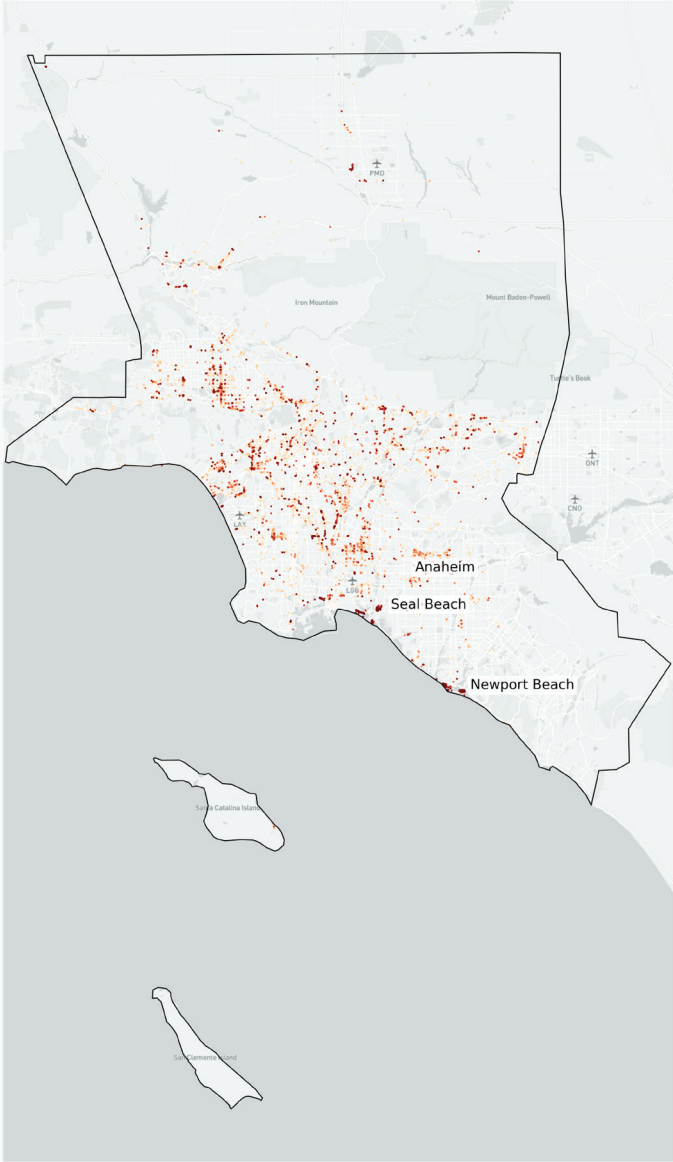 PMD
Iron Mountain
Mount Baden-Powell
Tuttle's Beak
ONT
CNO
LAX
Anaheim
LGB
Seal Beach
Newport Beach
Santa Catalina Island
San Clemente Island